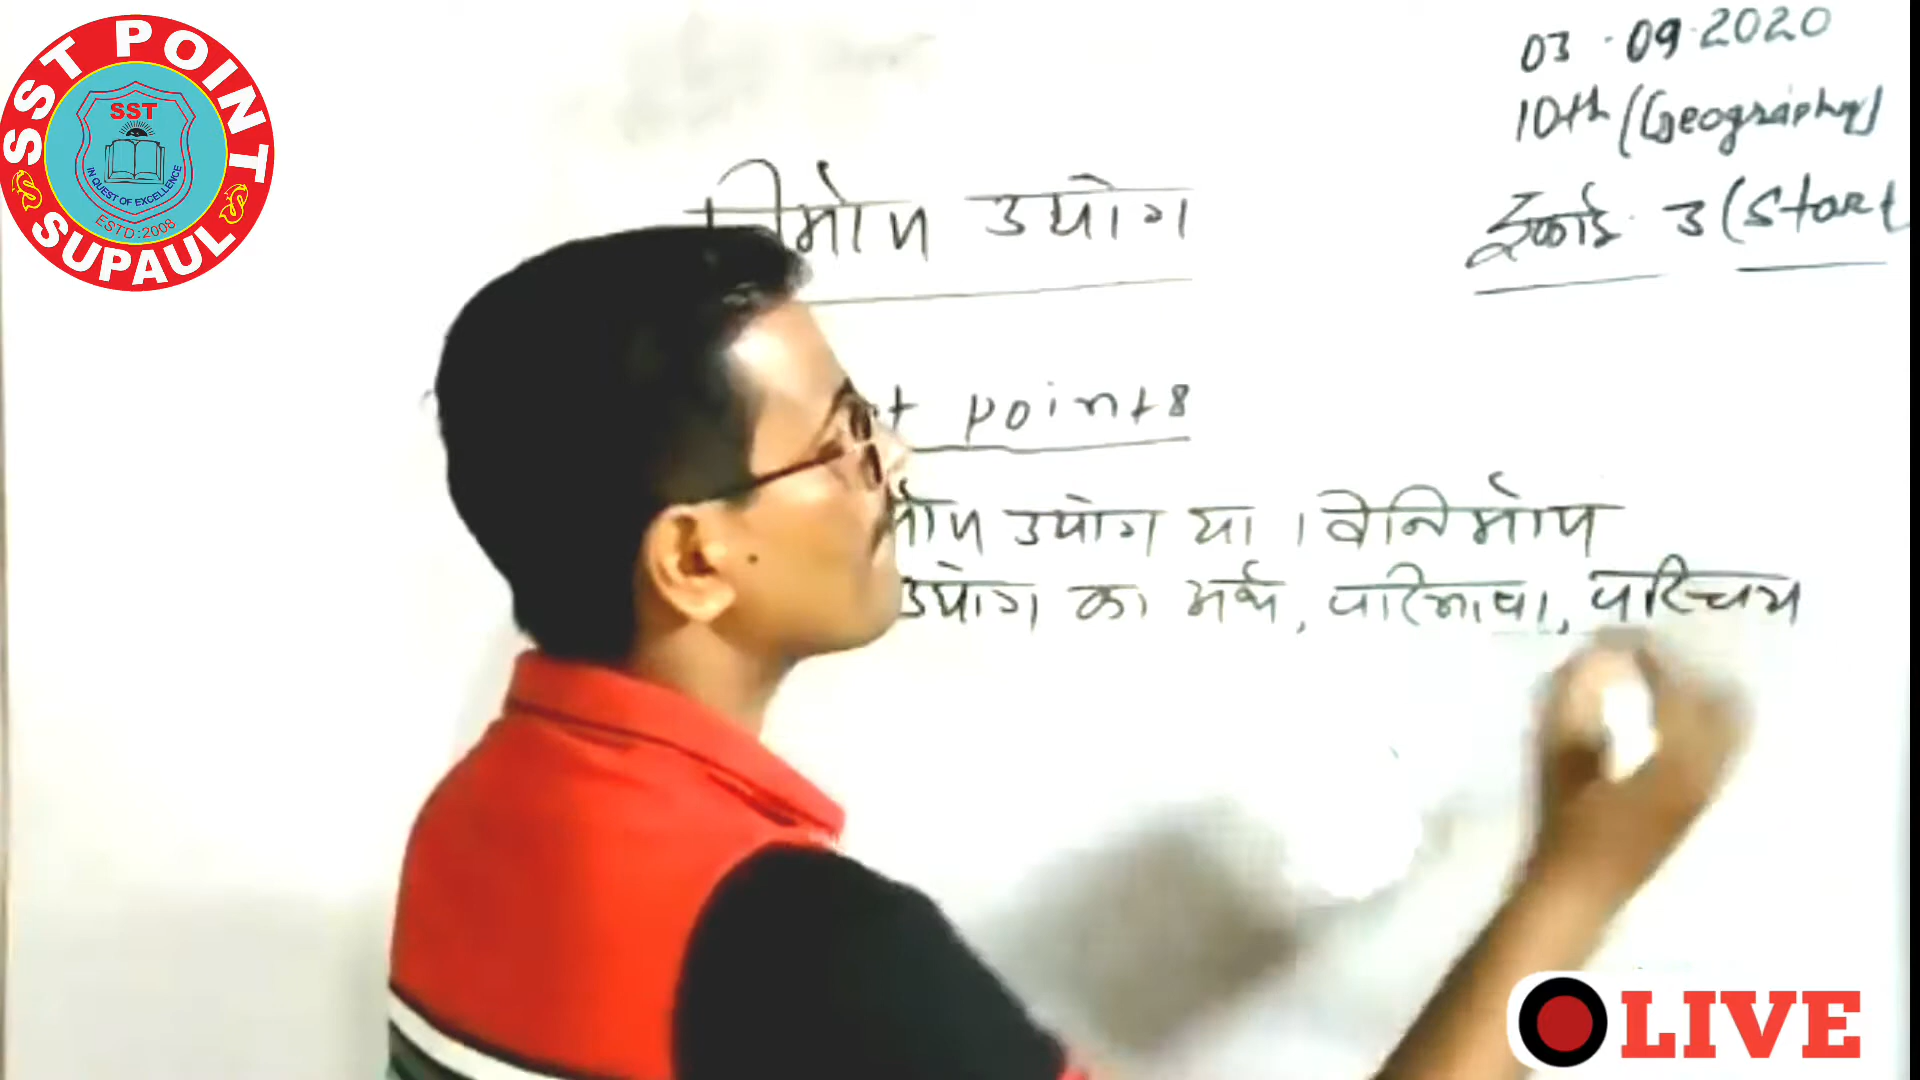 SST POINT
SST
IN QUEST OF EXCELLENCE
ESTD:2008
SUPAUL
03.09.2020
10th (Geography)
इकाई. 3 (Start
निर्माण उद्योग
points
उद्योग या विनिर्माण
उद्योग का अर्थ, परिभाषा, परिचय
LIVE